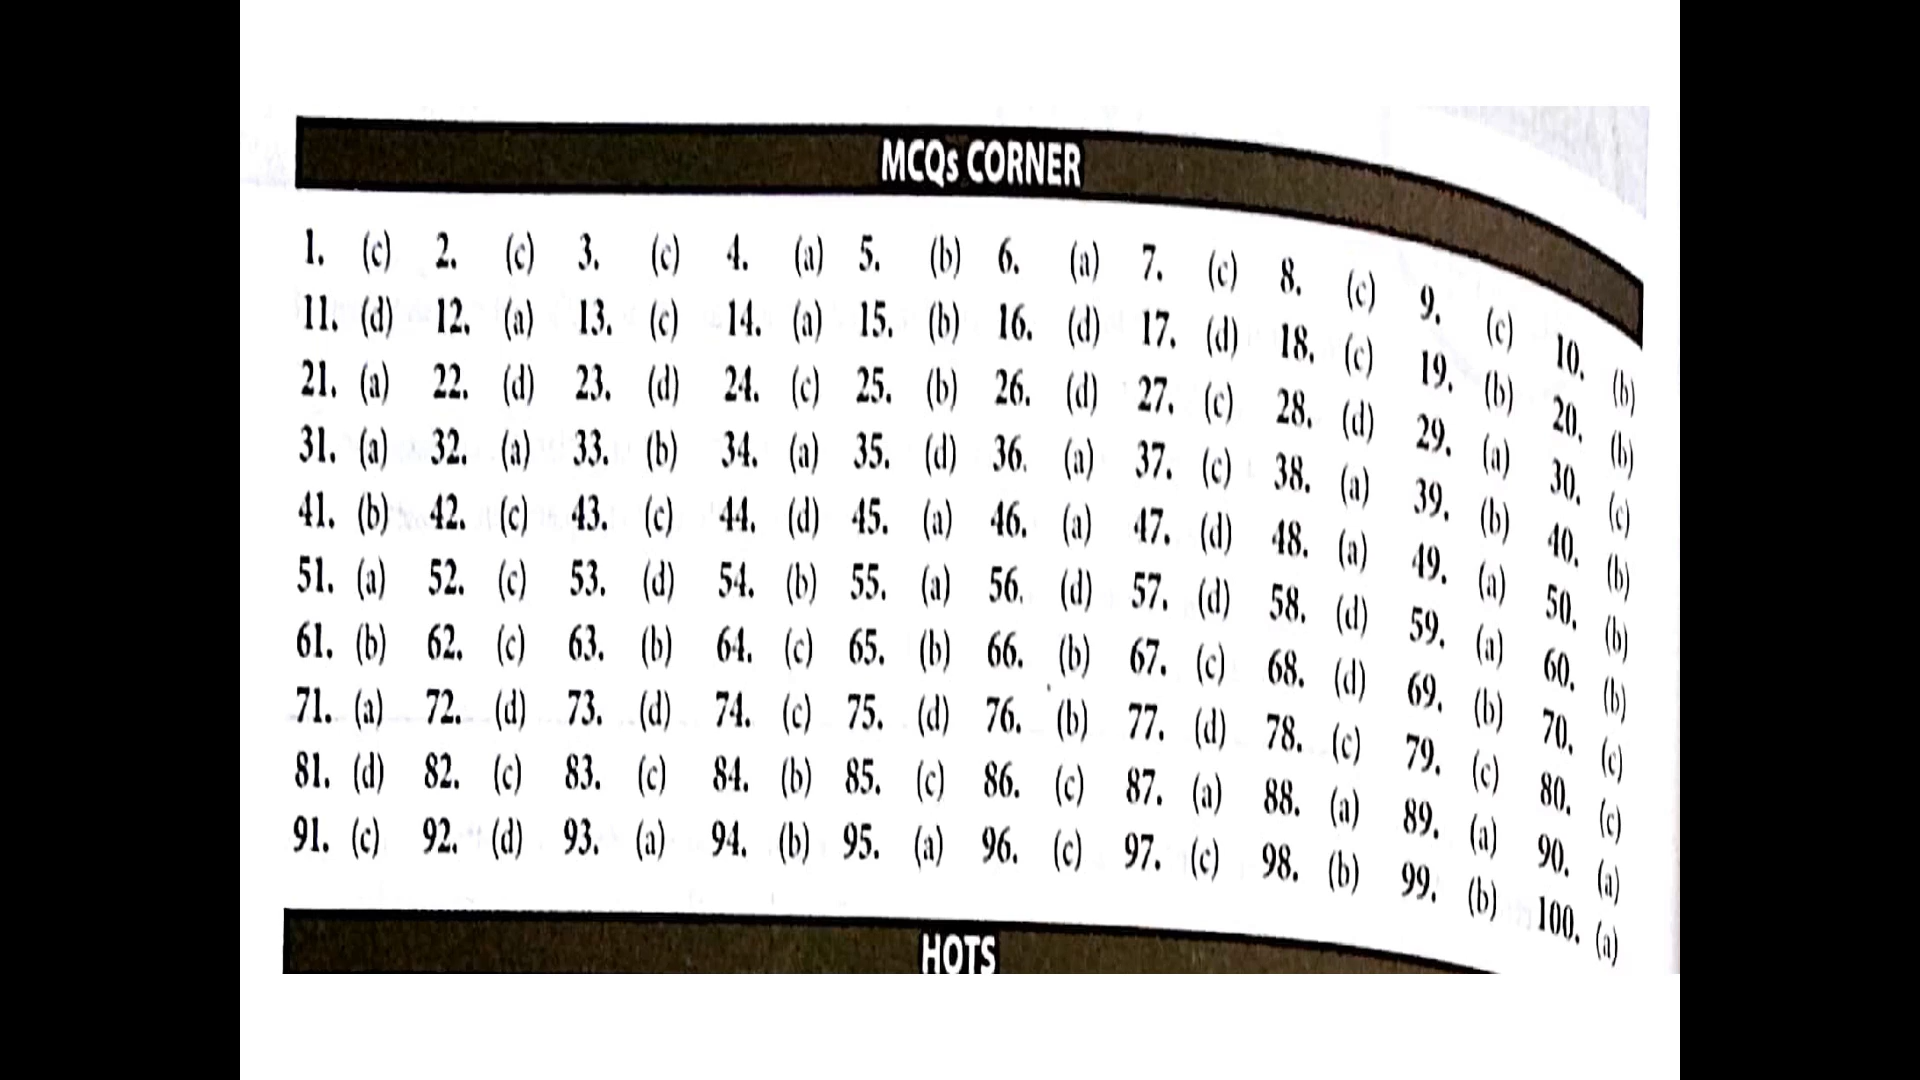 MCQs CORNER
1. (c) 2. (c) 3. (c) 4. (a) 5. (b) 6. (a) 7. (c) 8. (c) 9. (c) 10. (b)
11. (d) 12. (a) 13. (c) 14. (a) 15. (b) 16. (d) 17. (d) 18. (c) 19. (b) 20. (b)
21. (a) 22. (d) 23. (d) 24. (c) 25. (b) 26. (d) 27. (c) 28. (d) 29. (a) 30. (c)
31. (a) 32. (a) 33. (b) 34. (a) 35. (d) 36. (a) 37. (c) 38. (a) 39. (b) 40. (b)
41. (b) 42. (c) 43. (c) 44. (d) 45. (a) 46. (a) 47. (d) 48. (a) 49. (a) 50. (b)
51. (a) 52. (c) 53. (d) 54. (b) 55. (a) 56. (d) 57. (d) 58. (d) 59. (a) 60. (b)
61. (b) 62. (c) 63. (b) 64. (c) 65. (b) 66. (b) 67. (c) 68. (d) 69. (b) 70. (c)
71. (a) 72. (d) 73. (d) 74. (c) 75. (d) 76. (b) 77. (d) 78. (c) 79. (c) 80. (c)
81. (d) 82. (c) 83. (c) 84. (b) 85. (c) 86. (c) 87. (a) 88. (a) 89. (a) 90. (a)
91. (c) 92. (d) 93. (a) 94. (b) 95. (a) 96. (c) 97. (c) 98. (b) 99. (b) 100. (a)
HOTS